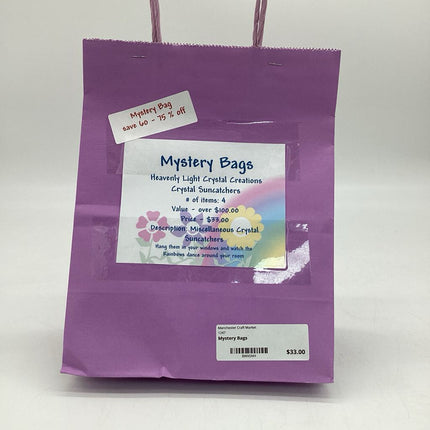 Mystery Bag
save 60 - 75 % off
Mystery Bags
Heavenly Light Crystal Creations
Crystal Suncatchers
# of items: 4
Value - over $100.00
Price - $33.00
Description: Miscellaneous Crystal
Suncatchers
Hang them in your windows and watch the
Rainbows dance around your room
Manchester Craft Market
Mystery Bags
$33.00